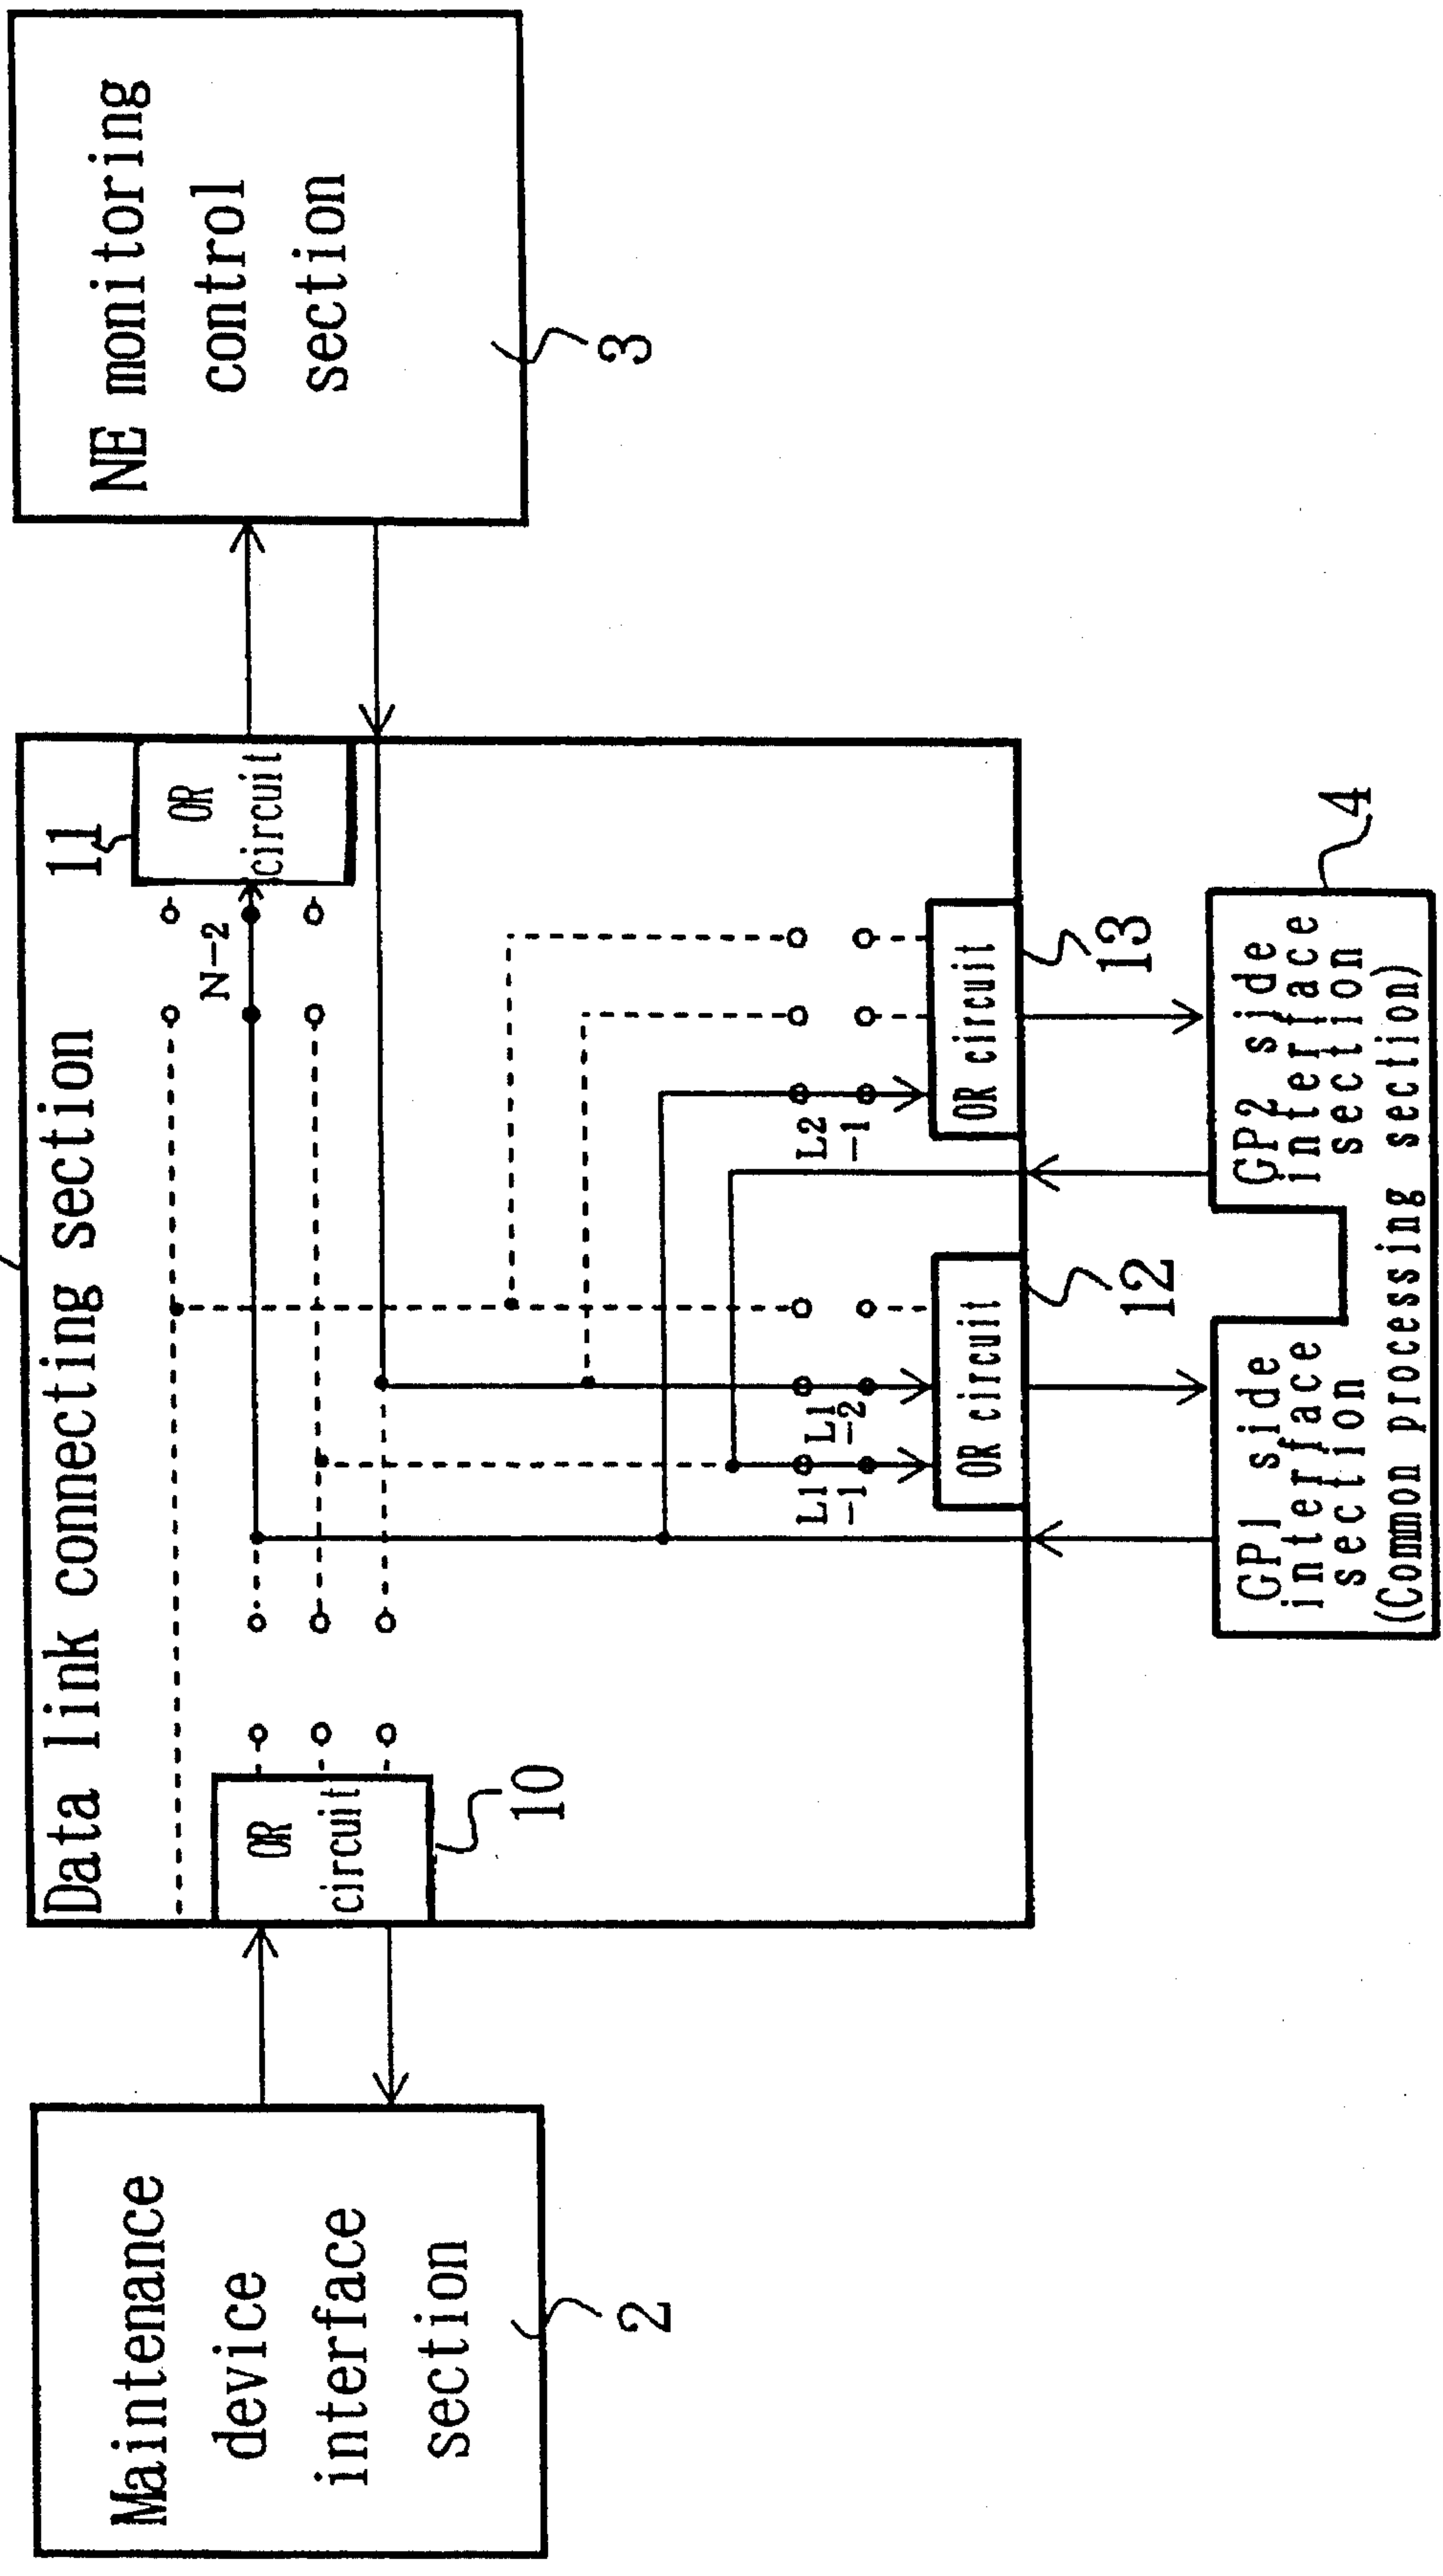 Data link connecting section
Maintenance
device
interface
section
2
NE monitoring
control
section
3
OR
circuit
10
11
OR
circuit
N-2
L1
-1
L1
-2
L2
-1
OR circuit
12
OR circuit
13
GP1 side
interface
section
GP2 side
interface
section
(Common processing section)
4